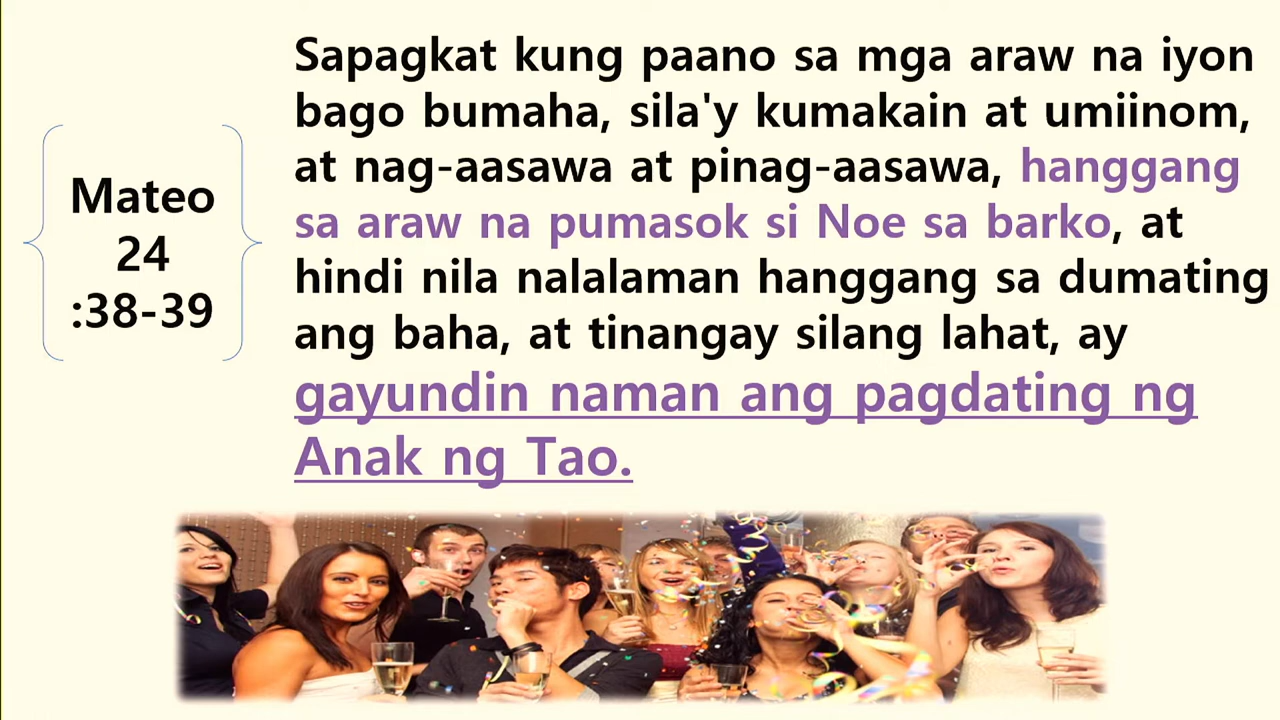 Mateo
24
:38-39
Sapagkat kung paano sa mga araw na iyon
bago bumaha, sila'y kumakain at umiinom,
at nag-aasawa at pinag-aasawa, hanggang
sa araw na pumasok si Noe sa barko, at
hindi nila nalalaman hanggang sa dumating
ang baha, at tinangay silang lahat, ay
gayundin naman ang pagdating ng
Anak ng Tao.